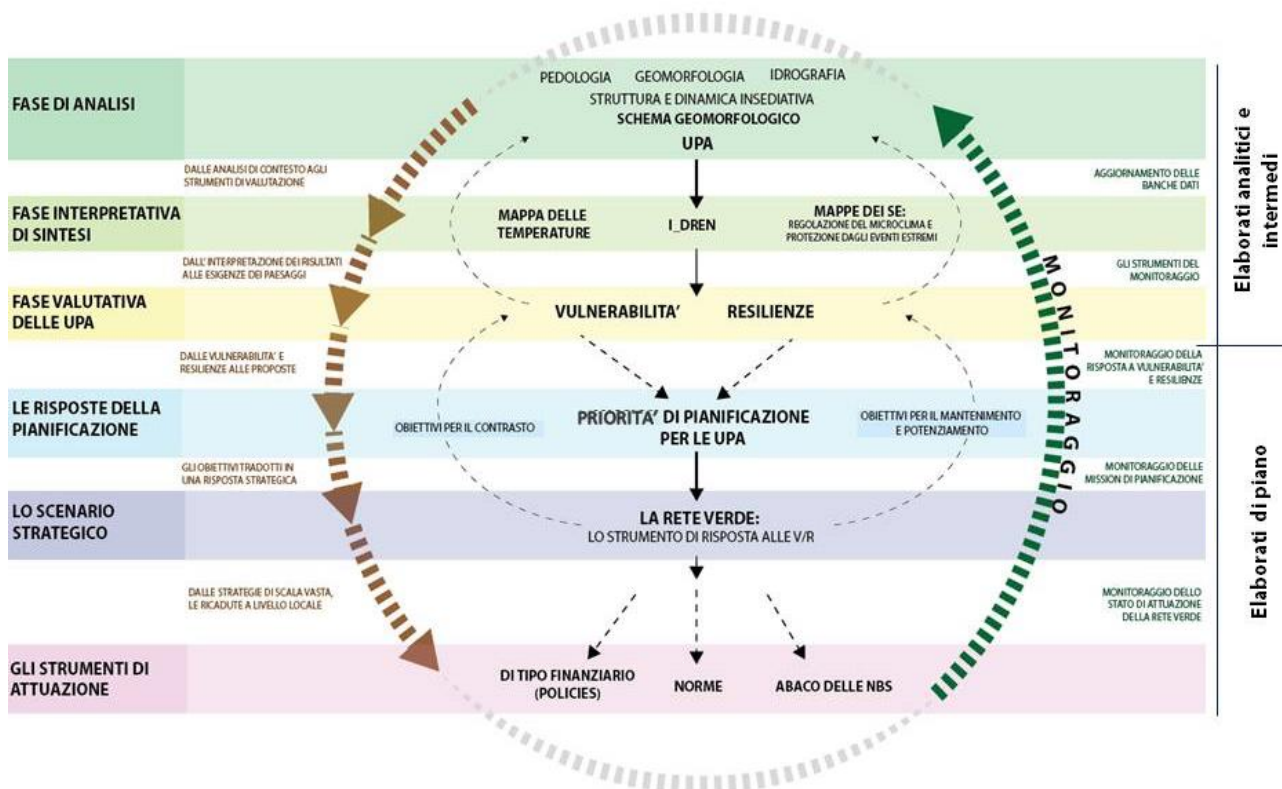 FASE DI ANALISI
PEDOLOGIA GEOMORFOLOGIA IDROGRAFIA
STRUTTURA E DINAMICA INSEDIATIVA
SCHEMA GEOMORFOLOGICO
UPA
DALLE ANALISI DI CONTESTO AGLI
STRUMENTI DI VALUTAZIONE
AGGIORNAMENTO DELLE
BANCHE DATI
FASE INTERPRETATIVA
DI SINTESI
MAPPA DELLE
TEMPERATURE
I_DREN
MAPPE DEI SE:
REGOLAZIONE DEL MICROCLIMA E
PROTEZIONE DAGLI EVENTI ESTREMI
DALL'INTERPRETAZIONE DEI RISULTATI
ALLE ESIGENZE DEI PAESAGGI
GLI STRUMENTI DEL
MONITORAGGIO
FASE VALUTATIVA
DELLE UPA
VULNERABILITA' RESILIENZE
DALLE VULNERABILITA' E
RESILIENZE ALLE PROPOSTE
MONITORAGGIO DELLA
RISPOSTA A VULNERABILITA'
E RESILIENZE
LE RISPOSTE DELLA
PIANIFICAZIONE
OBIETTIVI PER IL CONTRASTO
PRIORITA' DI PIANIFICAZIONE
PER LE UPA
OBIETTIVI PER IL MANTENIMENTO
E POTENZIAMENTO
GLI OBIETTIVI TRADOTTI IN
UNA RISPOSTA STRATEGICA
MONITORAGGIO DELLE
MISSION DI PIANIFICAZIONE
LO SCENARIO
STRATEGICO
LA RETE VERDE:
LO STRUMENTO DI RISPOSTA ALLE V/R
DALLE STRATEGIE DI SCALA VASTA,
LE RICADUTE A LIVELLO LOCALE
MONITORAGGIO DELLO
STATO DI ATTUAZIONE
DELLA RETE VERDE
GLI STRUMENTI DI
ATTUAZIONE
DI TIPO FINANZIARIO
(POLICIES)
NORME
ABACO DELLE NBS
MONITORAGGIO
Elaborati analitici e
intermedi
Elaborati di piano